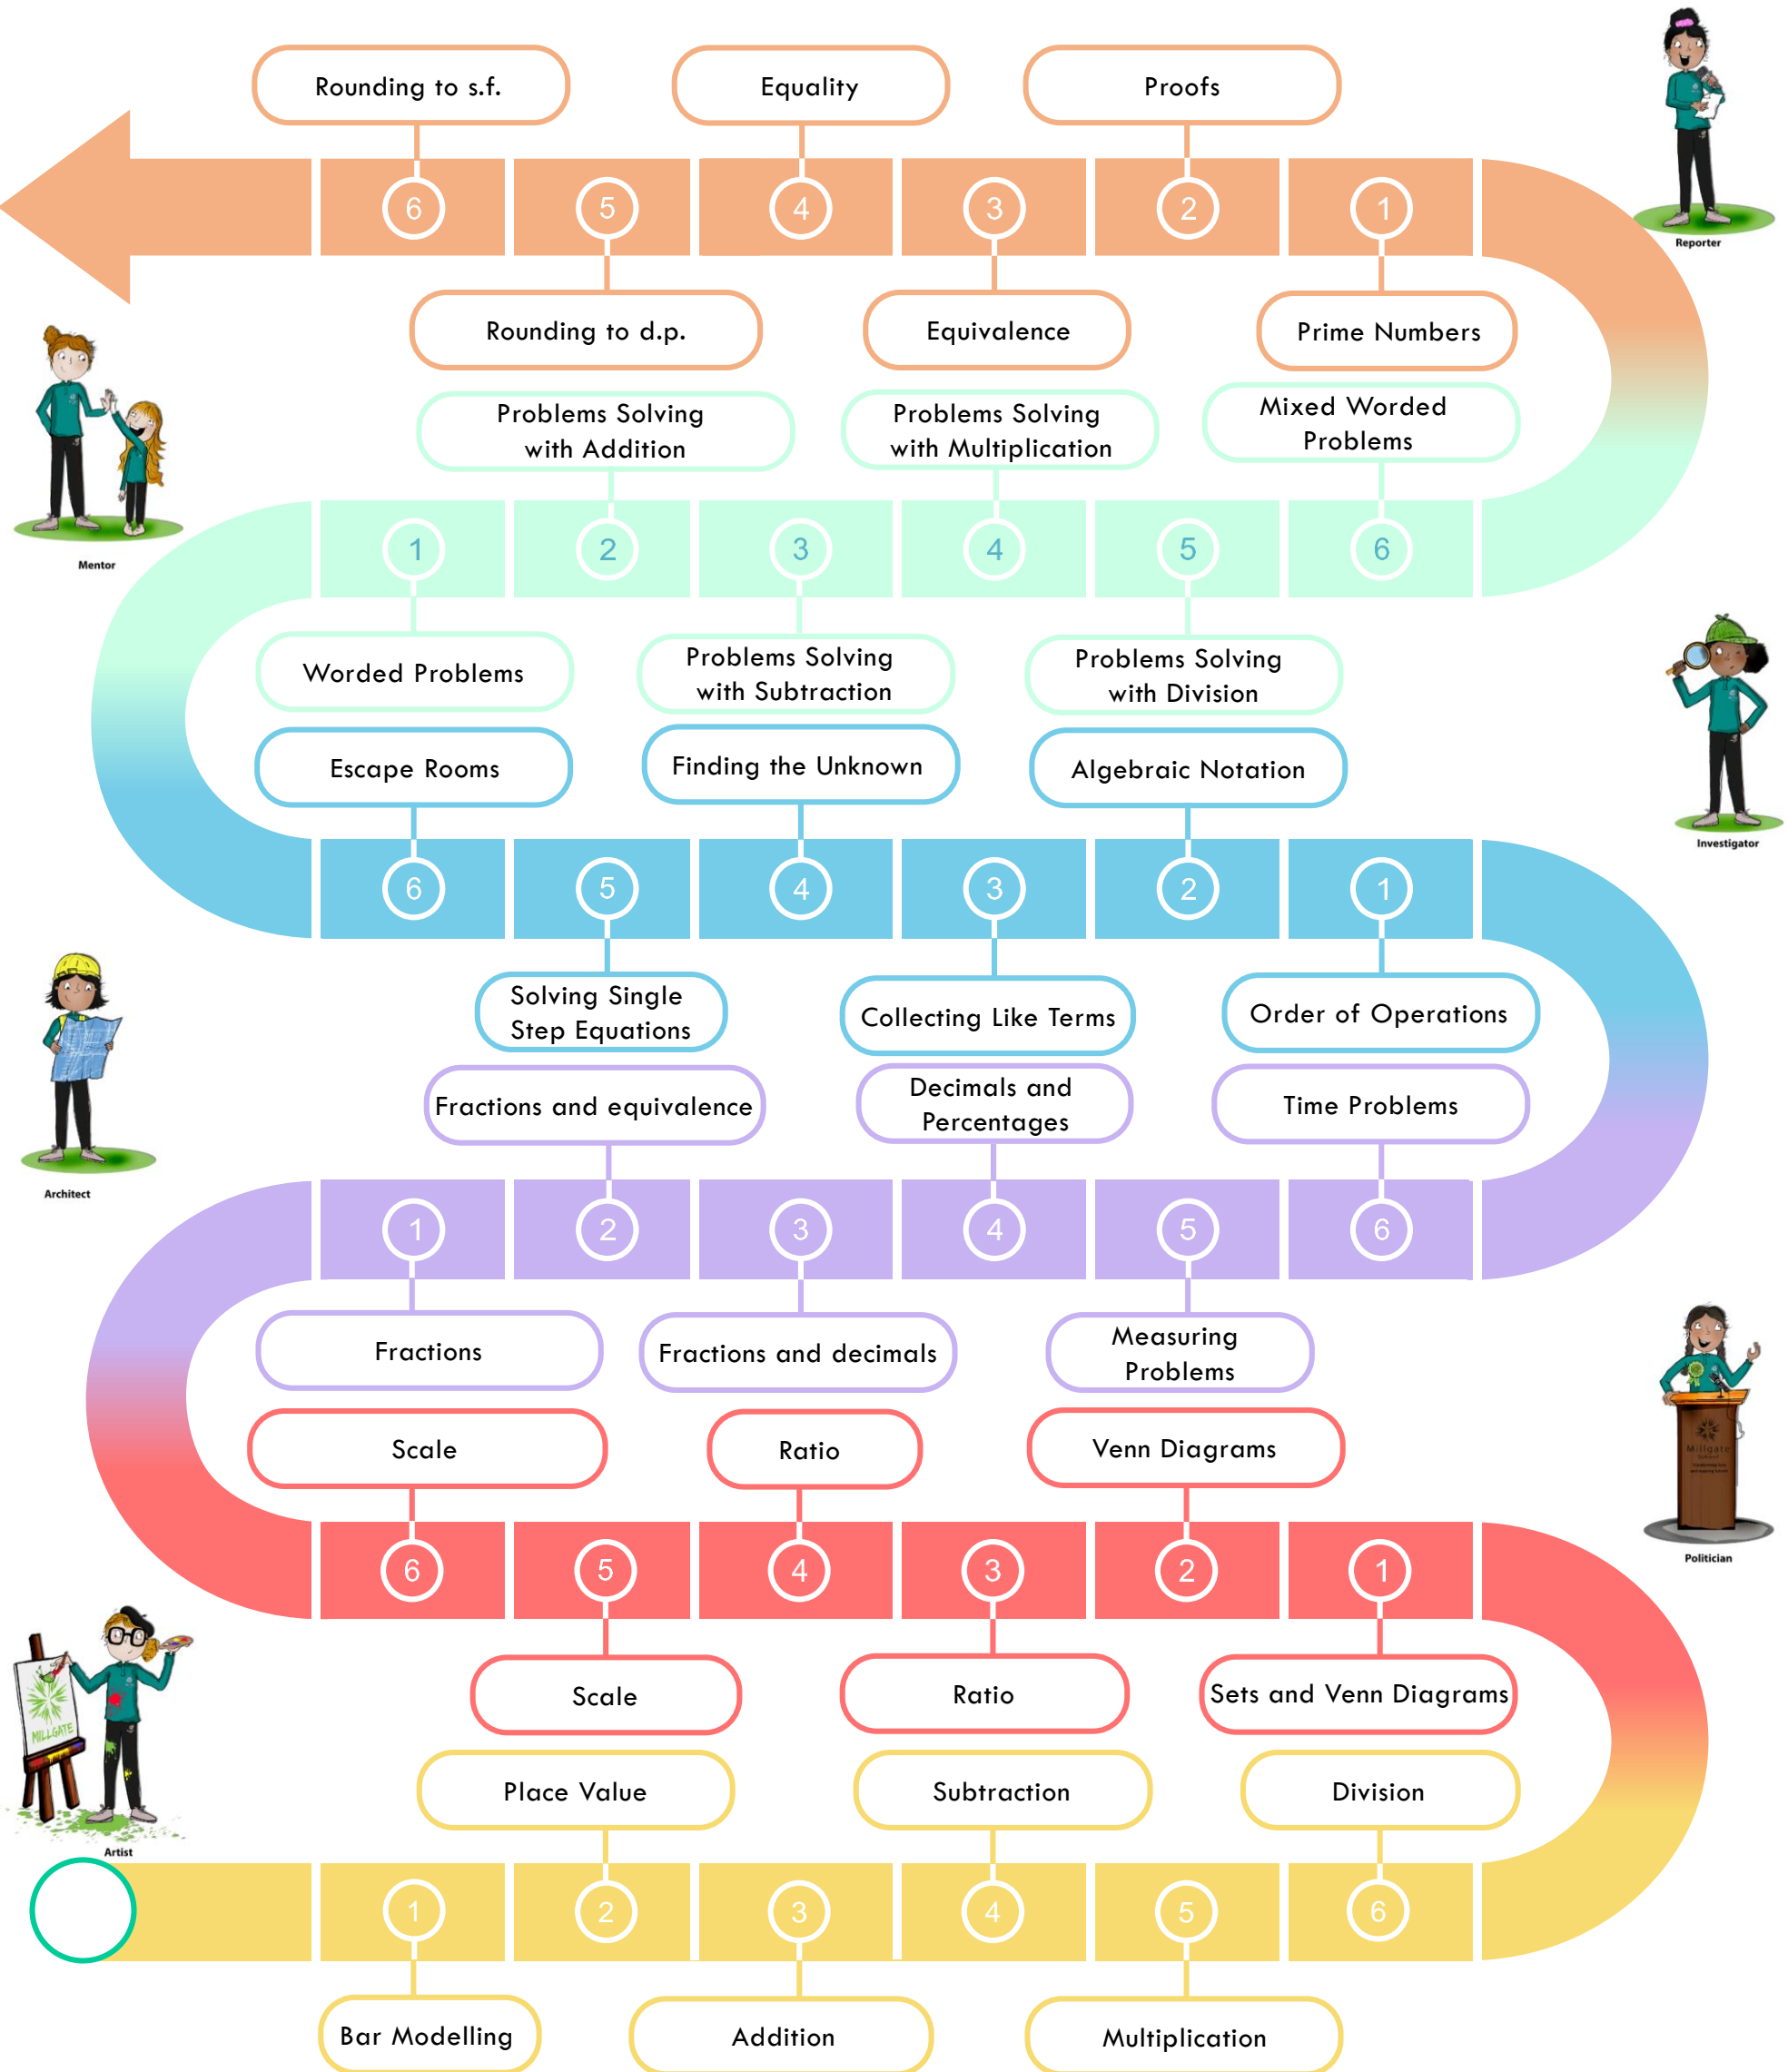 Rounding to s.f.
Equality
Proofs
6
5
4
3
2
1
Reporter
Rounding to d.p.
Equivalence
Prime Numbers
Problems Solving
with Addition
Problems Solving
with Multiplication
Mixed Worded
Problems
Mentor
1
2
3
4
5
6
Worded Problems
Problems Solving
with Subtraction
Problems Solving
with Division
Escape Rooms
Finding the Unknown
Algebraic Notation
Investigator
6
5
4
3
2
1
Solving Single
Step Equations
Collecting Like Terms
Order of Operations
Fractions and equivalence
Decimals and
Percentages
Time Problems
Architect
1
2
3
4
5
6
Fractions
Fractions and decimals
Measuring
Problems
Scale
Ratio
Venn Diagrams
Millgate
Politician
6
5
4
3
2
1
Scale
Ratio
Sets and Venn Diagrams
MILLGATE
Place Value
Subtraction
Division
Artist
1
2
3
4
5
6
Bar Modelling
Addition
Multiplication